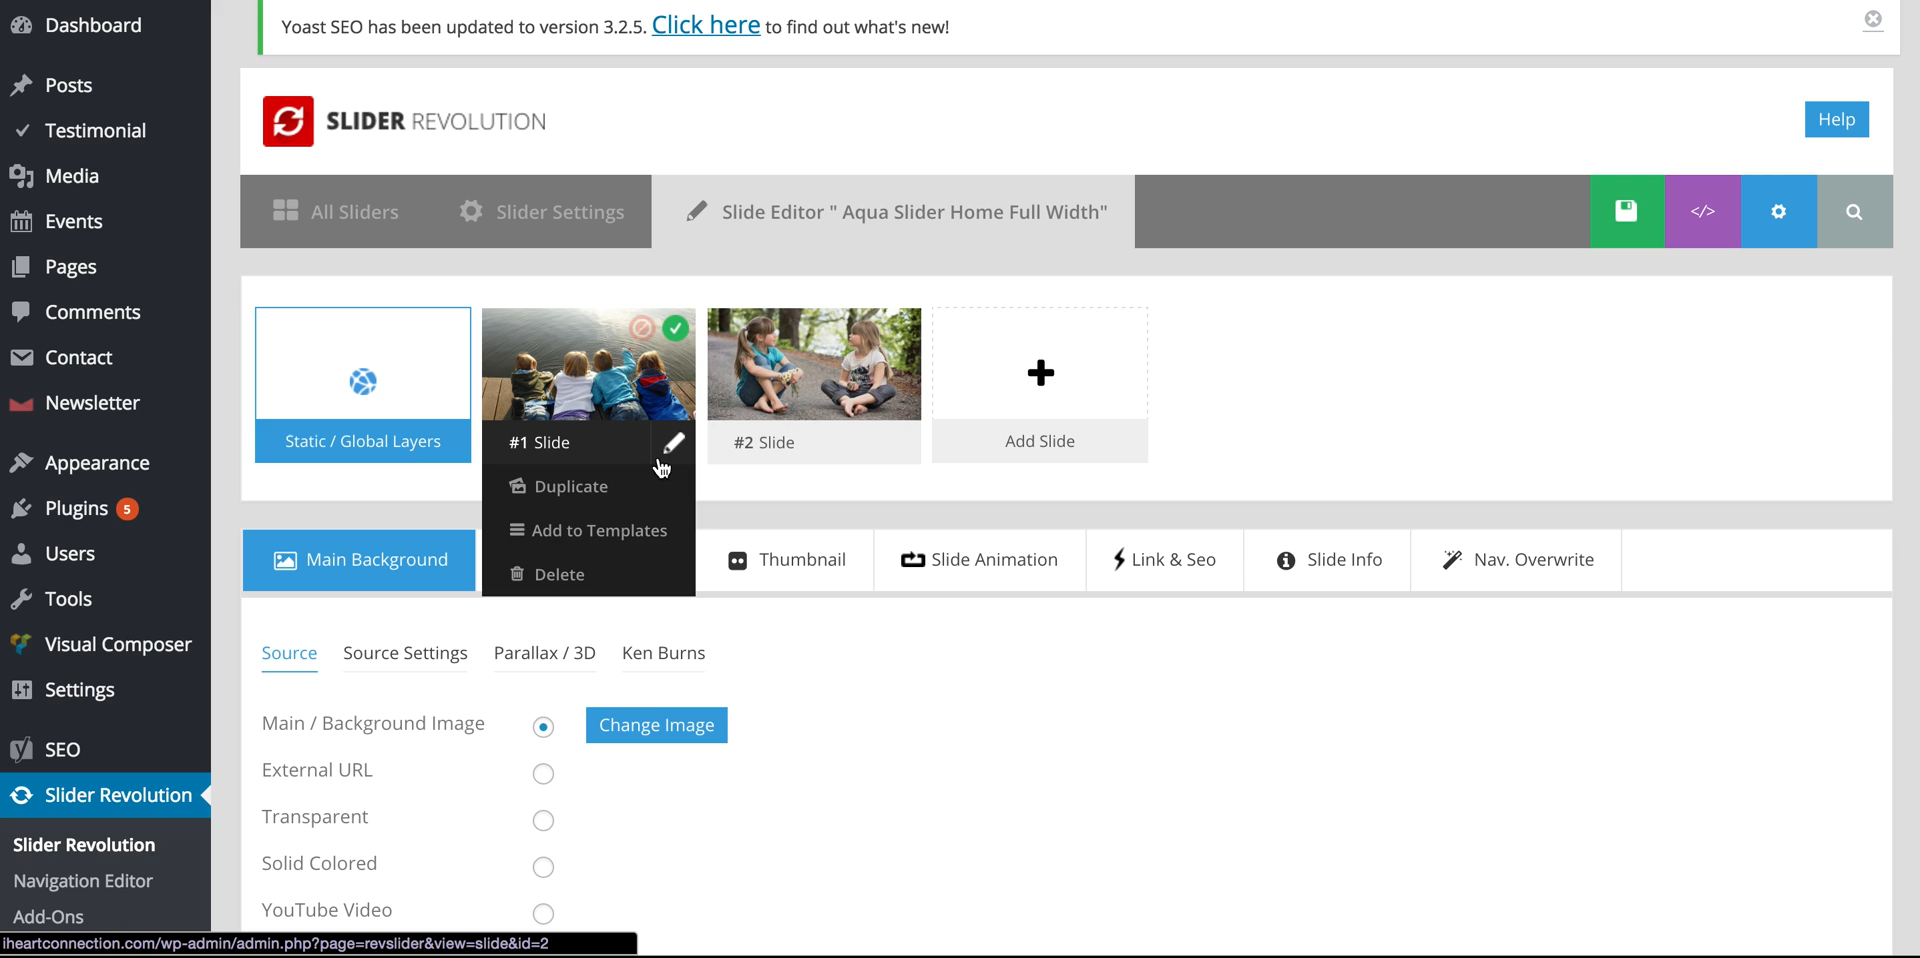 Dashboard
Posts
Testimonial
Media
Events
Pages
Comments
Contact
Newsletter
Appearance
Plugins 5
Users
Tools
Visual Composer
Settings
SEO
Slider Revolution
Slider Revolution
Navigation Editor
Add-Ons
Yoast SEO has been updated to version 3.2.5. Click here to find out what's new!
SLIDER REVOLUTION
Help
All Sliders Slider Settings Slide Editor " Aqua Slider Home Full Width" </>
Static / Global Layers #1 Slide #2 Slide Add Slide
Duplicate
Add to Templates
Delete
Main Background Thumbnail Slide Animation Link & Seo Slide Info Nav. Overwrite
Source Source Settings Parallax / 3D Ken Burns
Main / Background Image Change Image
External URL
Transparent
Solid Colored
YouTube Video
iheartconnection.com/wp-admin/admin.php?page=revslider&view=slide&id=2